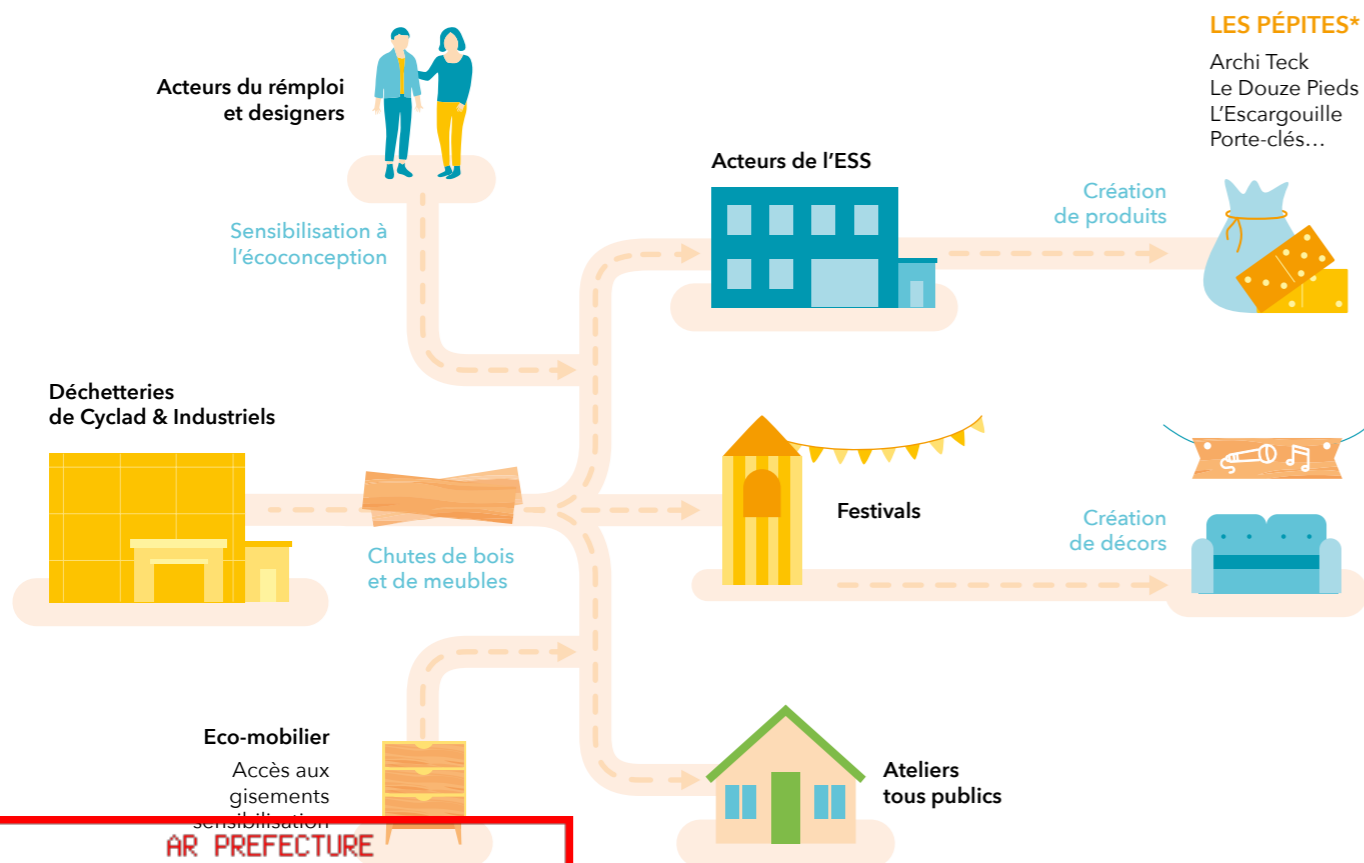 LES PÉPITES*
Archi Teck
Le Douze Pieds
L'Escargouille
Porte-clés…
Acteurs du rémploi
et designers
Acteurs de l'ESS
Création
de produits
Sensibilisation à
l'écoconception
Déchetteries
de Cyclad & Industriels
Chutes de bois
et de meubles
Festivals
Création
de décors
Eco-mobilier
Accès aux
gisements
sensibilisation
Ateliers
tous publics
AR PREFECTURE